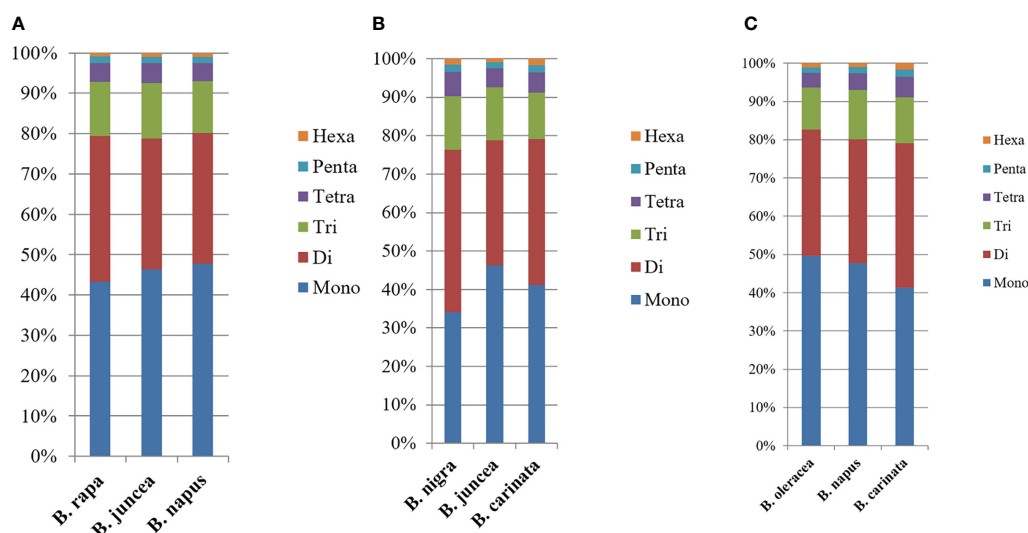 A
100%
90%
80%
70%
60%
50%
40%
30%
20%
10%
0%
B. rapa
B. juncea
B. napus
Hexa
Penta
Tetra
Tri
Di
Mono
B
100%
90%
80%
70%
60%
50%
40%
30%
20%
10%
0%
B. nigra
B. juncea
B. carinata
Hexa
Penta
Tetra
Tri
Di
Mono
C
100%
90%
80%
70%
60%
50%
40%
30%
20%
10%
0%
B. oleracea
B. napus
B. carinata
Hexa
Penta
Tetra
Tri
Di
Mono